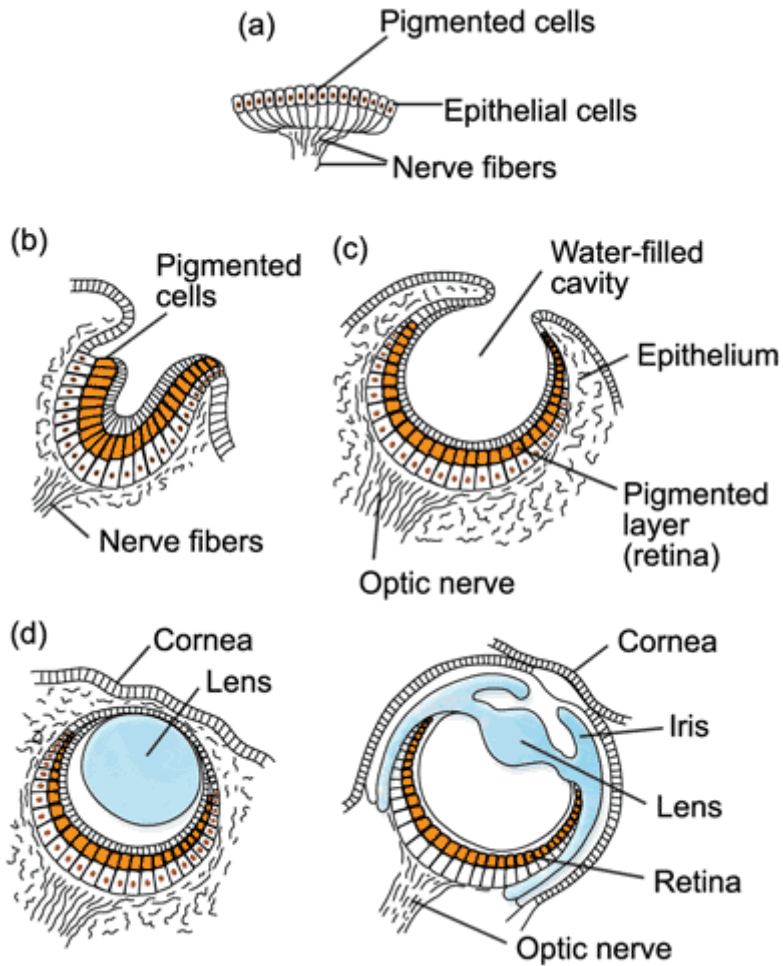 (a)
Pigmented cells
Epithelial cells
Nerve fibers
(b)
Pigmented
cells
Nerve fibers
(c)
Water-filled
cavity
Epithelium
Pigmented
layer
(retina)
Optic nerve
(d)
Cornea
Lens
Cornea
Iris
Lens
Retina
Optic nerve